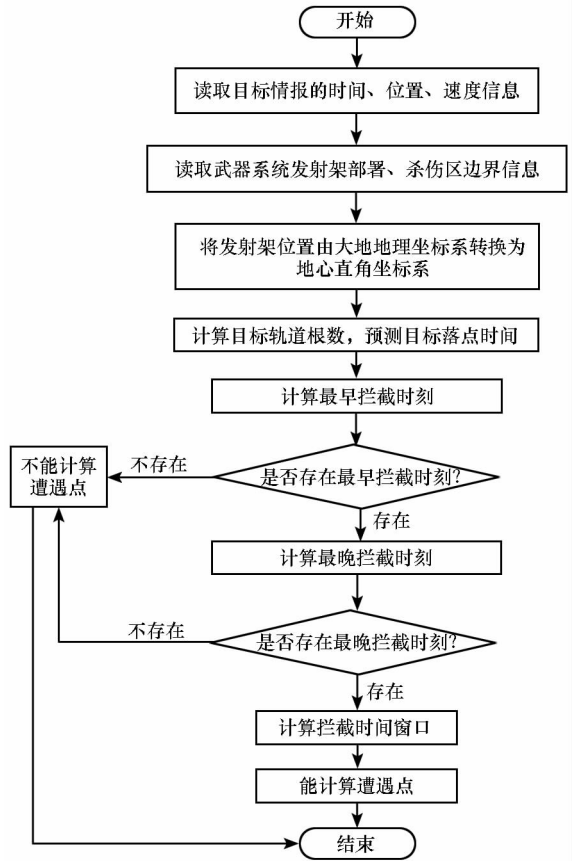 开始
读取目标情报的时间、位置、速度信息
读取武器系统发射架部署、杀伤区边界信息
将发射架位置由大地地理坐标系转换为
地心直角坐标系
计算目标轨道根数，预测目标落点时间
计算最早拦截时刻
不能计算
遭遇点
不存在
是否存在最早拦截时刻？
存在
计算最晚拦截时刻
不存在
是否存在最晚拦截时刻？
存在
计算拦截时间窗口
能计算遭遇点
结束